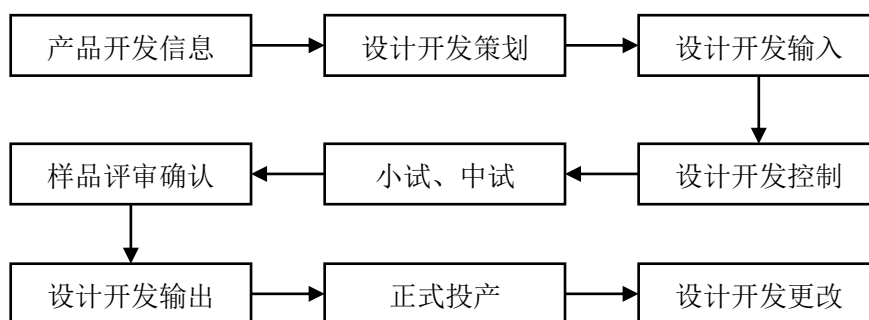 产品开发信息
设计开发策划
设计开发输入
设计开发控制
小试、中试
样品评审确认
设计开发输出
正式投产
设计开发更改